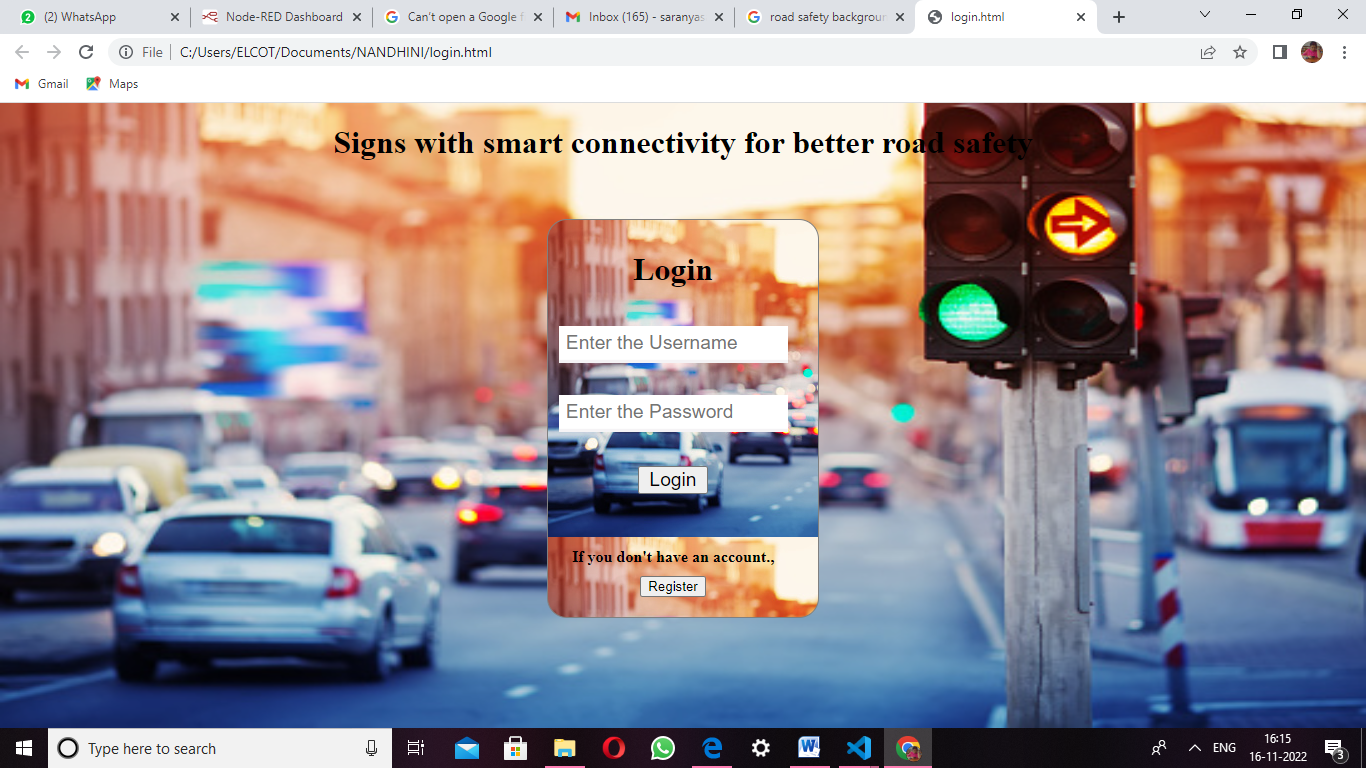 (2) WhatsApp
Node-RED Dashboard
Can't open a Google f
Inbox (165) - saranyas
road safety backgroun
login.html
File
C:/Users/ELCOT/Documents/NANDHINI/login.html
Gmail
Maps
Signs with smart connectivity for better road safety
Login
Enter the Username
Enter the Password
Login
If you don't have an account.,
Register
Type here to search
ENG
16:15
16-11-2022
3